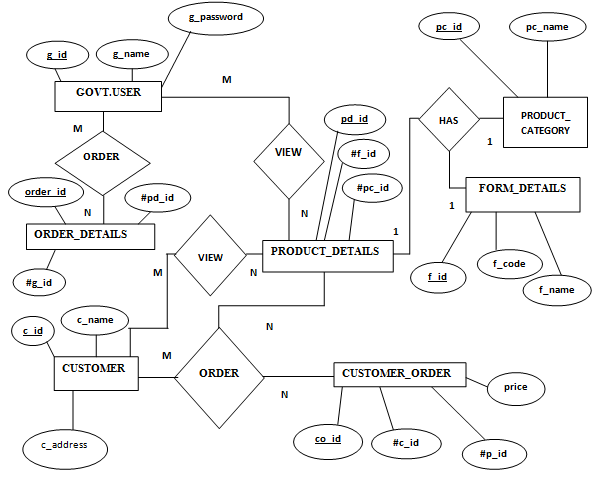 g_password
g_id
g_name
pc_id
pc_name
M
GOVT.USER
pd_id
PRODUCT_
CATEGORY
HAS
M
1
ORDER
VIEW
#f_id
#pc_id
order_id
#pd_id
FORM_DETAILS
N
N
1
1
ORDER_DETAILS
VIEW
PRODUCT_DETAILS
M
N
#g_id
f_id
f_code
f_name
c_name
c_id
N
M
CUSTOMER
ORDER
CUSTOMER_ORDER
price
N
c_address
co_id
#c_id
#p_id